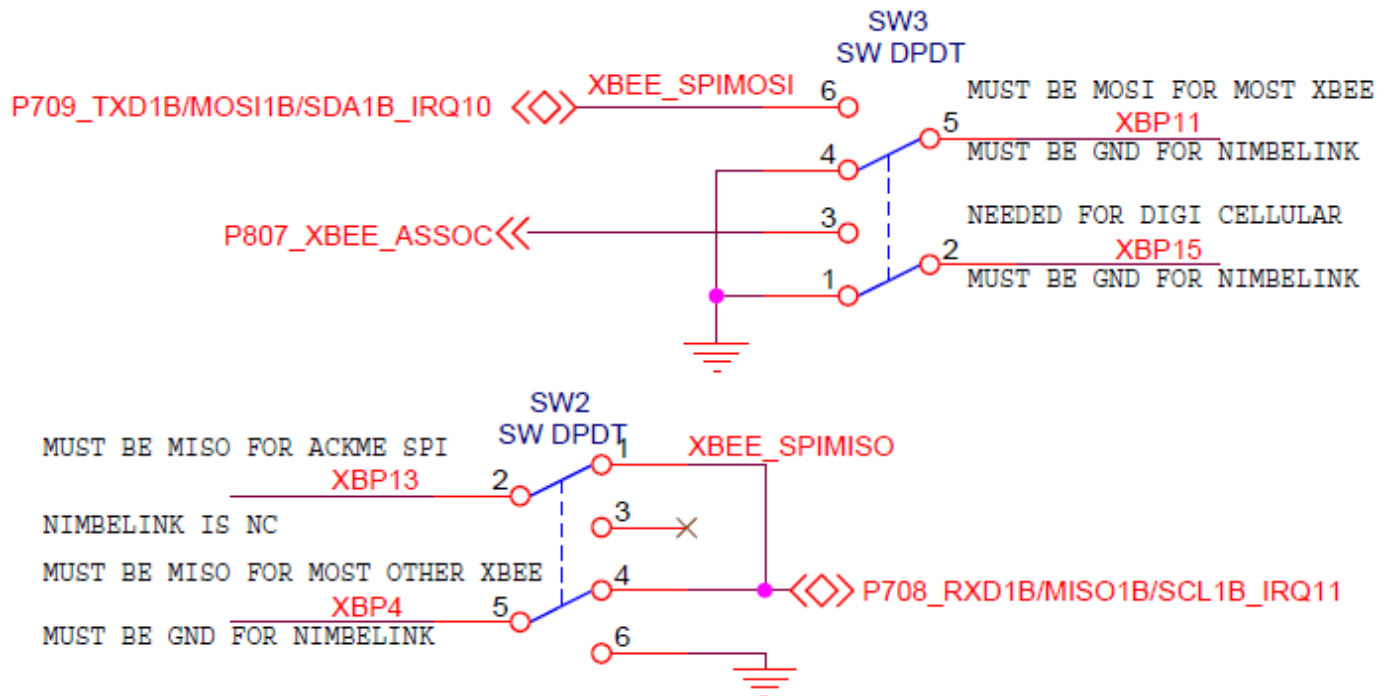 SW3
SW DPDT
P709_TXD1B/MOSI1B/SDA1B_IRQ10
XBEE_SPIMOSI
6
MUST BE MOSI FOR MOST XBEE
5
XBP11
4
MUST BE GND FOR NIMBELINK
P807_XBEE_ASSOC
3
NEEDED FOR DIGI CELLULAR
2
XBP15
1
MUST BE GND FOR NIMBELINK
SW2
SW DPDT
MUST BE MISO FOR ACKME SPI
1
XBEE_SPIMISO
XBP13
2
NIMBELINK IS NC
3
MUST BE MISO FOR MOST OTHER XBEE
4
P708_RXD1B/MISO1B/SCL1B_IRQ11
XBP4
5
MUST BE GND FOR NIMBELINK
6